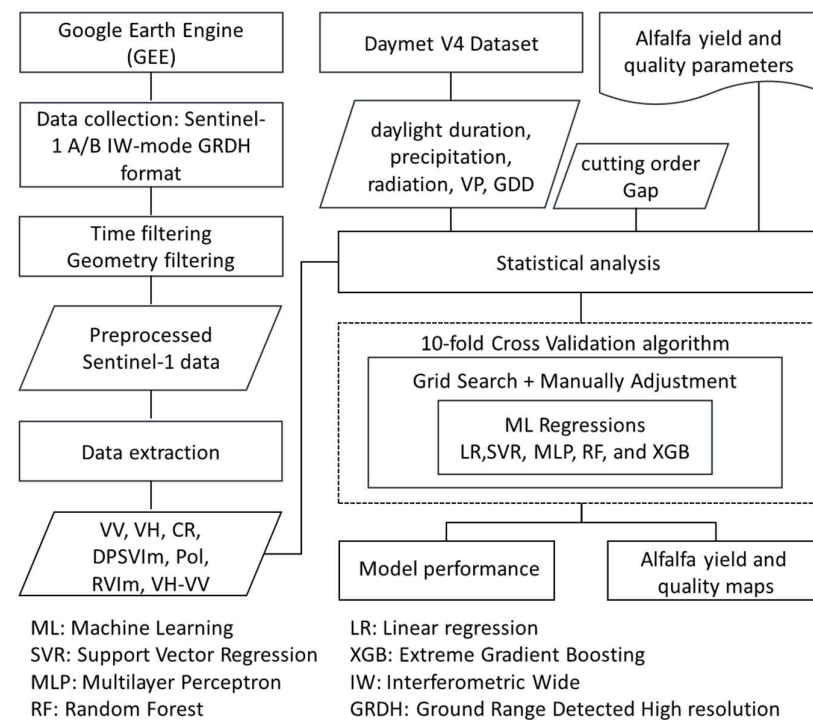 Google Earth Engine
(GEE)
Data collection: Sentinel-
1 A/B IW-mode GRDH
format
Time filtering
Geometry filtering
Preprocessed
Sentinel-1 data
Data extraction
VV, VH, CR,
DPSVIm, Pol,
RVIm, VH-VV
Daymet V4 Dataset
daylight duration,
precipitation,
radiation, VP, GDD
cutting order
Gap
Alfalfa yield and
quality parameters
Statistical analysis
10-fold Cross Validation algorithm
Grid Search + Manually Adjustment
ML Regressions
LR,SVR, MLP, RF, and XGB
Model performance
Alfalfa yield and
quality maps
ML: Machine Learning
SVR: Support Vector Regression
MLP: Multilayer Perceptron
RF: Random Forest
LR: Linear regression
XGB: Extreme Gradient Boosting
IW: Interferometric Wide
GRDH: Ground Range Detected High resolution